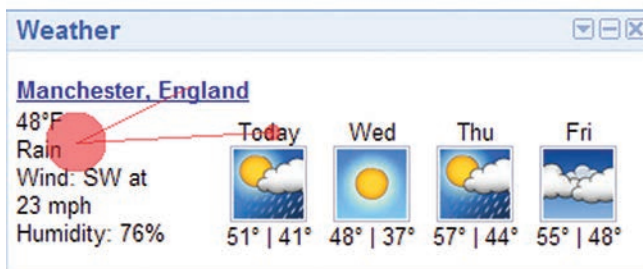 Weather
Manchester, England
48°F
Rain
Wind: SW at
23 mph
Humidity: 76%
Today Wed Thu Fri
51° | 41° 48° | 37° 57° | 44° 55° | 48°